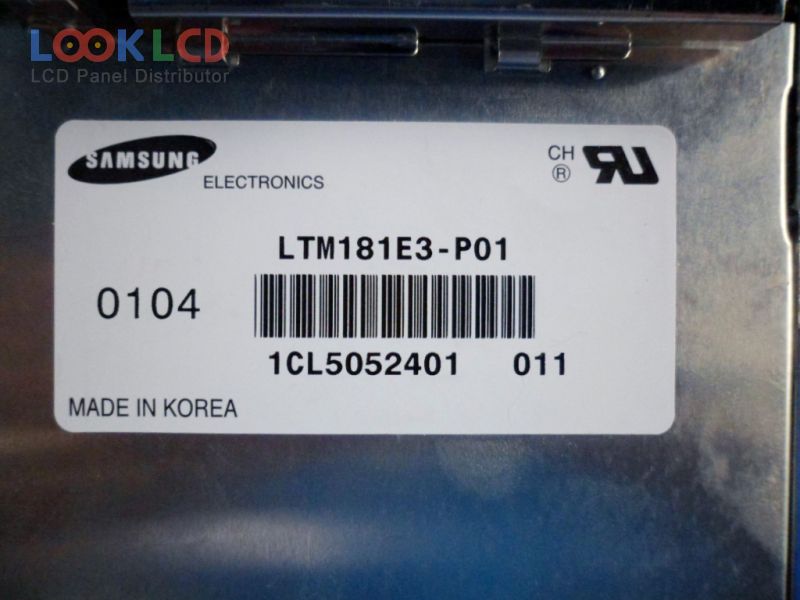 LOOKLCD
LCD Panel Distributor
SAMSUNG
ELECTRONICS
CH
®
LTM181E3-P01
0104
1CL5052401 011
MADE IN KOREA